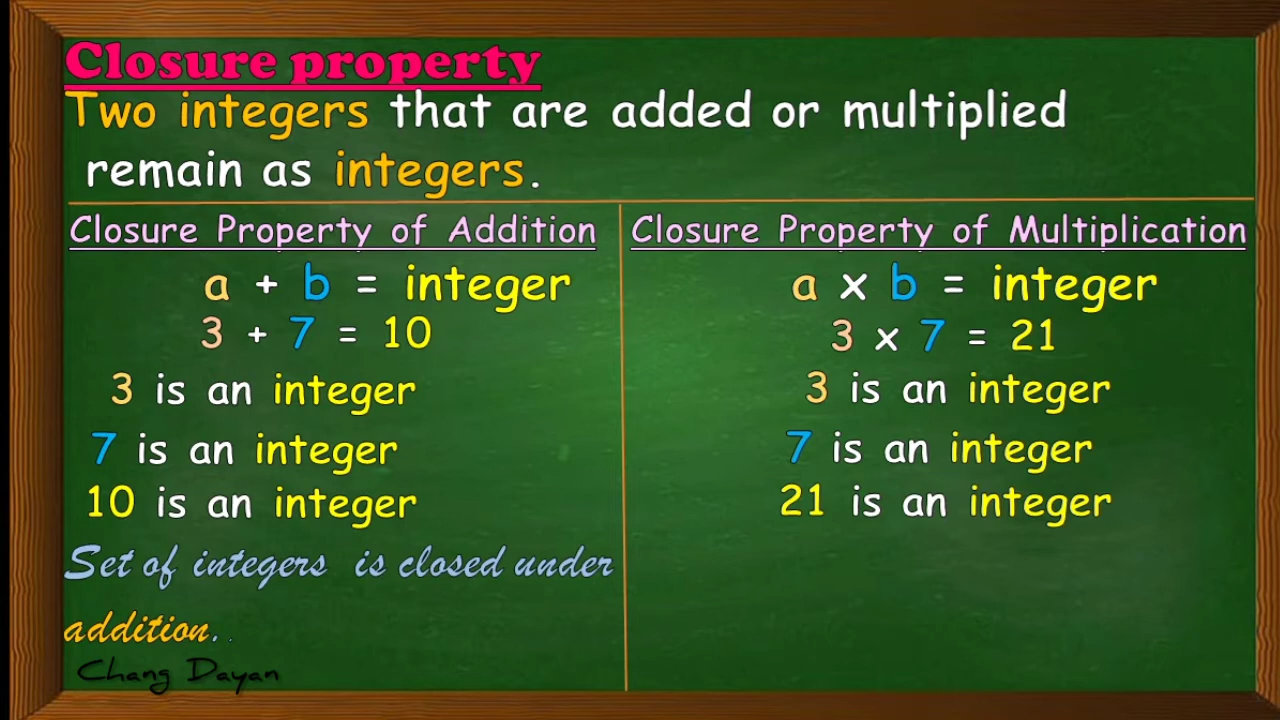 Closure property
Two integers that are added or multiplied
remain as integers.
Closure Property of Addition
a + b = integer
3 + 7 = 10
3 is an integer
7 is an integer
10 is an integer
Set of integers is closed under
addition. .
Chang Dayan
Closure Property of Multiplication
a x b = integer
3 x 7 = 21
3 is an integer
7 is an integer
21 is an integer